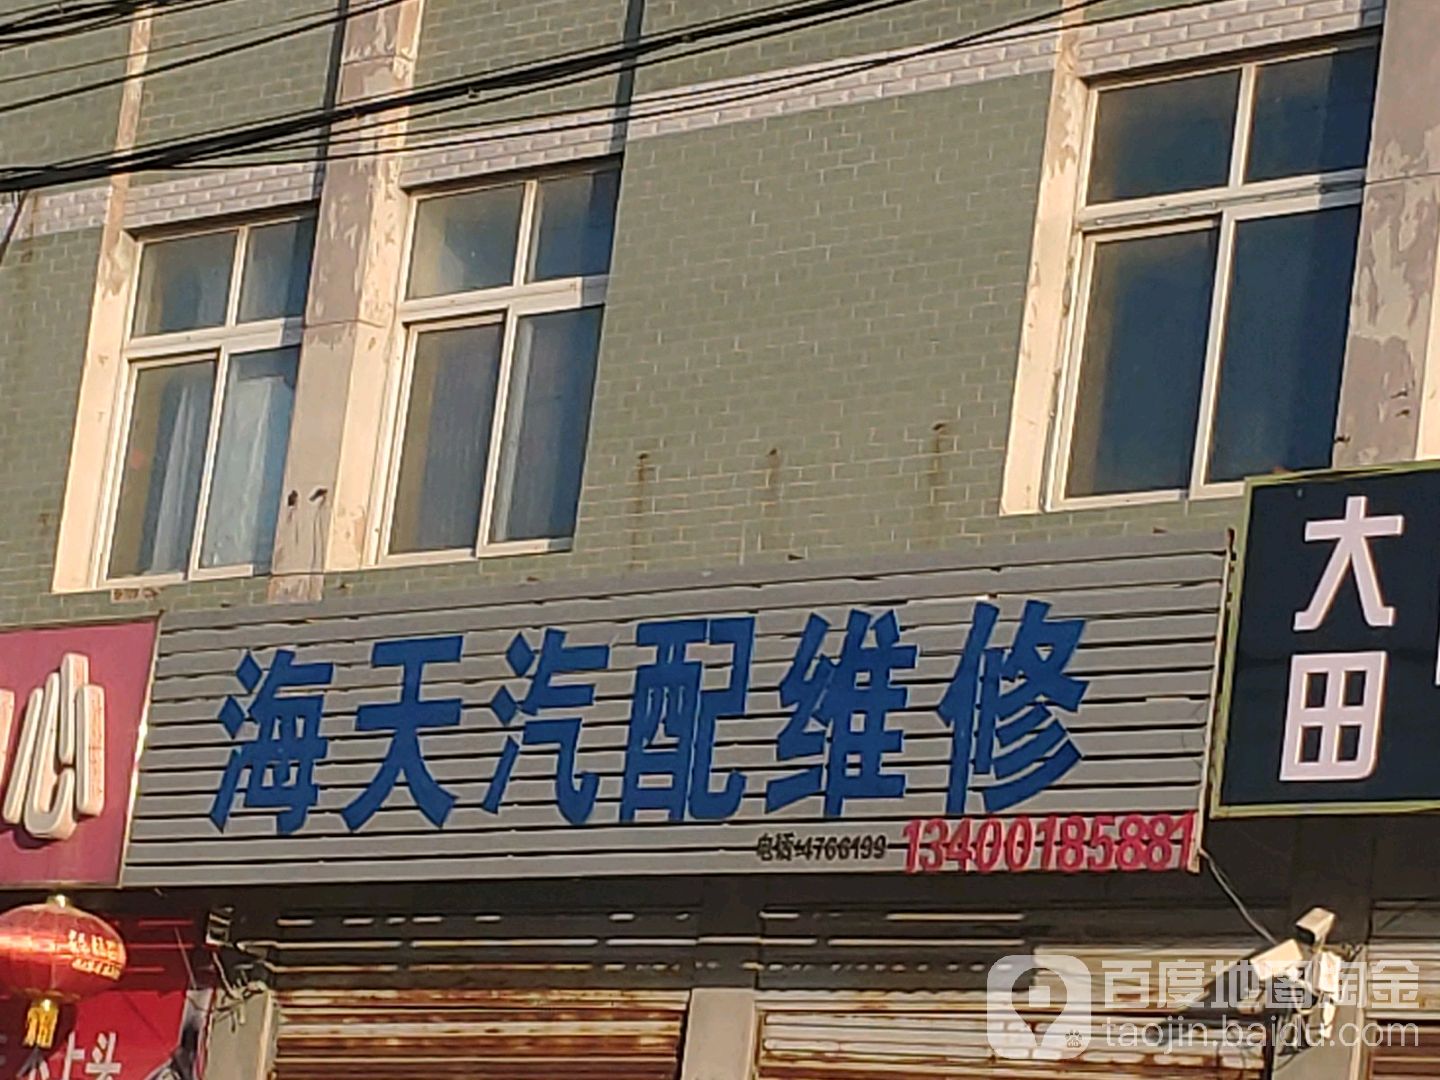 心
海天汽配维修
电话:4766199 13400185881
大田
百度地图淘金
taojin.baidu.com